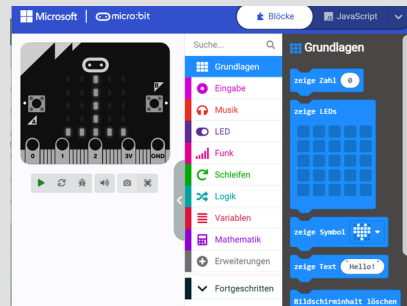 Microsoft
micro:bit
Blöcke
JavaScript
A
B
0
1
2
3V
GND
Suche...
Grundlagen
Eingabe
Musik
LED
Funk
Schleifen
Logik
Variablen
Mathematik
Erweiterungen
Fortgeschritten
Grundlagen
zeige Zahl 0
zeige LEDs
zeige Symbol
zeige Text "Hello!"
Bildschirminhalt löschen